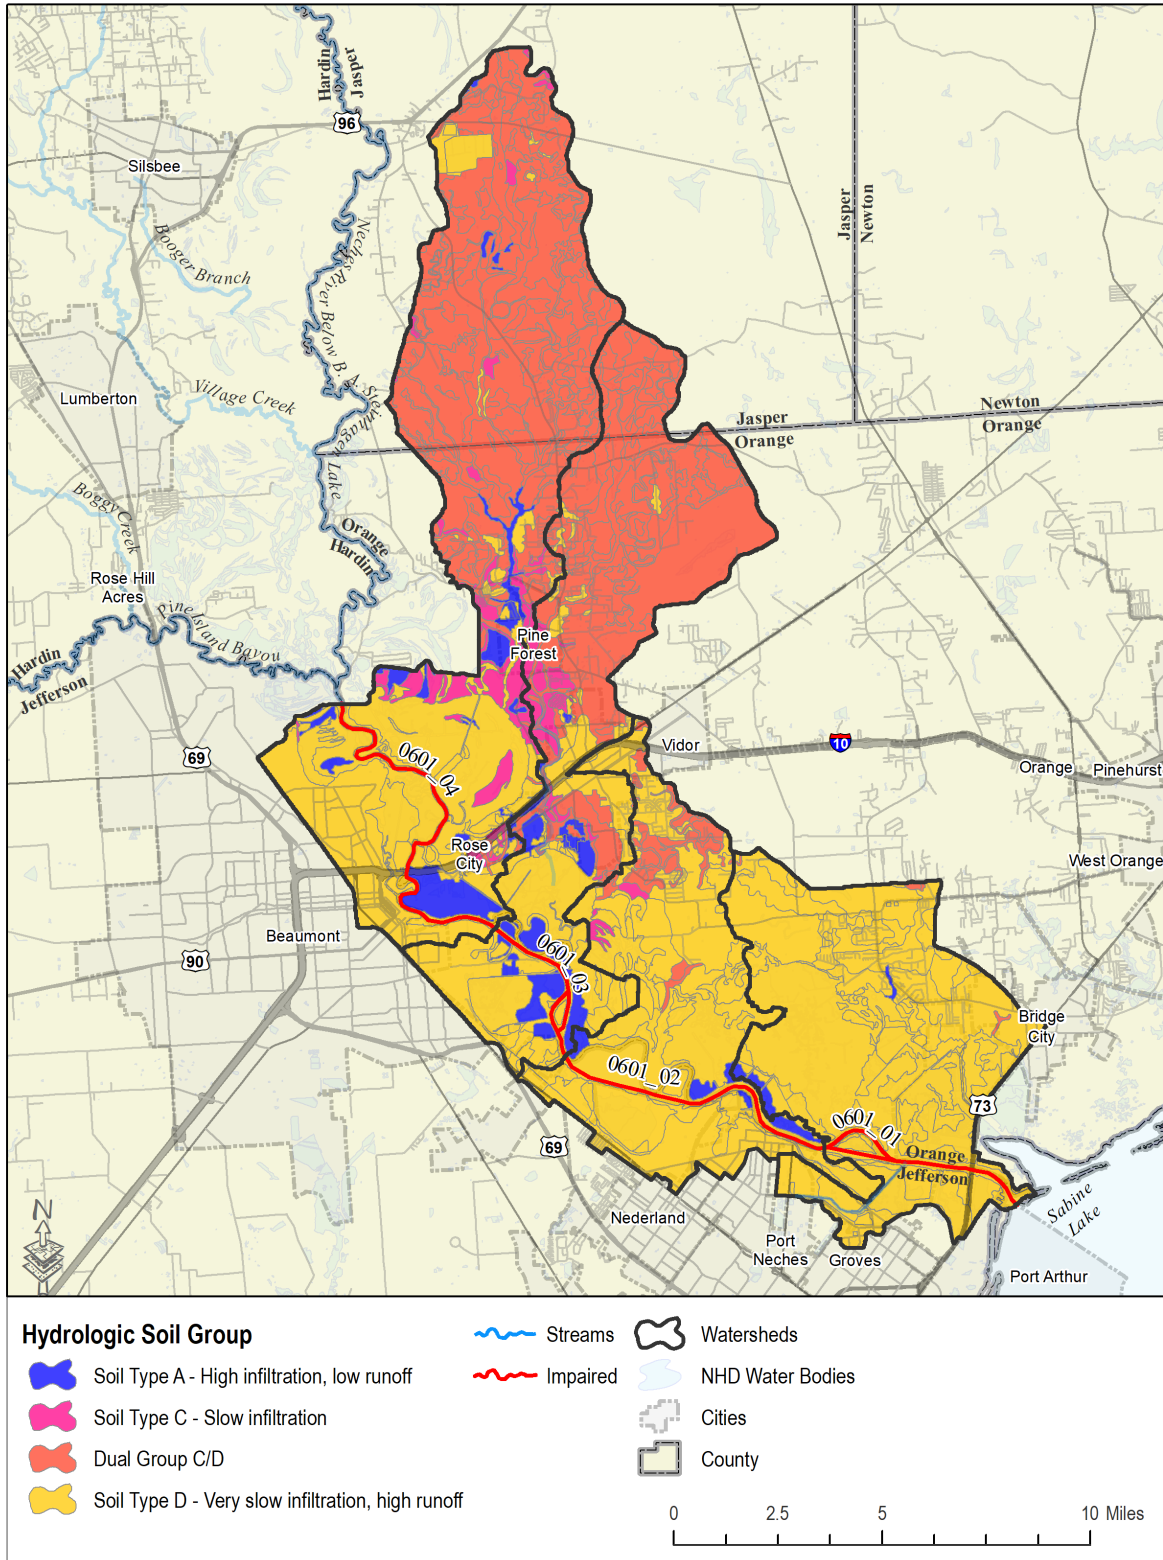 Hardin
Jasper
96
Silsbee
Jasper
Newton
Booger Branch
Neches River Below B. A. Steinhagen Lake
Lumberton
Village Creek
Jasper
Orange
Newton
Orange
Boggy Creek
Orange
Hardin
Rose Hill
Acres
Pine Island Bayou
Pine
Forest
Hardin
Jefferson
69
0601_04
Vidor
10
Orange
Pinehurst
Rose
City
West Orange
Beaumont
90
0601_03
Bridge
City
0601_02
73
0601_01
69
Orange
Jefferson
Sabine
Lake
N
Nederland
Port
Neches
Groves
Port Arthur
Hydrologic Soil Group
Soil Type A - High infiltration, low runoff
Soil Type C - Slow infiltration
Dual Group C/D
Soil Type D - Very slow infiltration, high runoff
Streams
Impaired
Watersheds
NHD Water Bodies
Cities
County
0 2.5 5 10 Miles